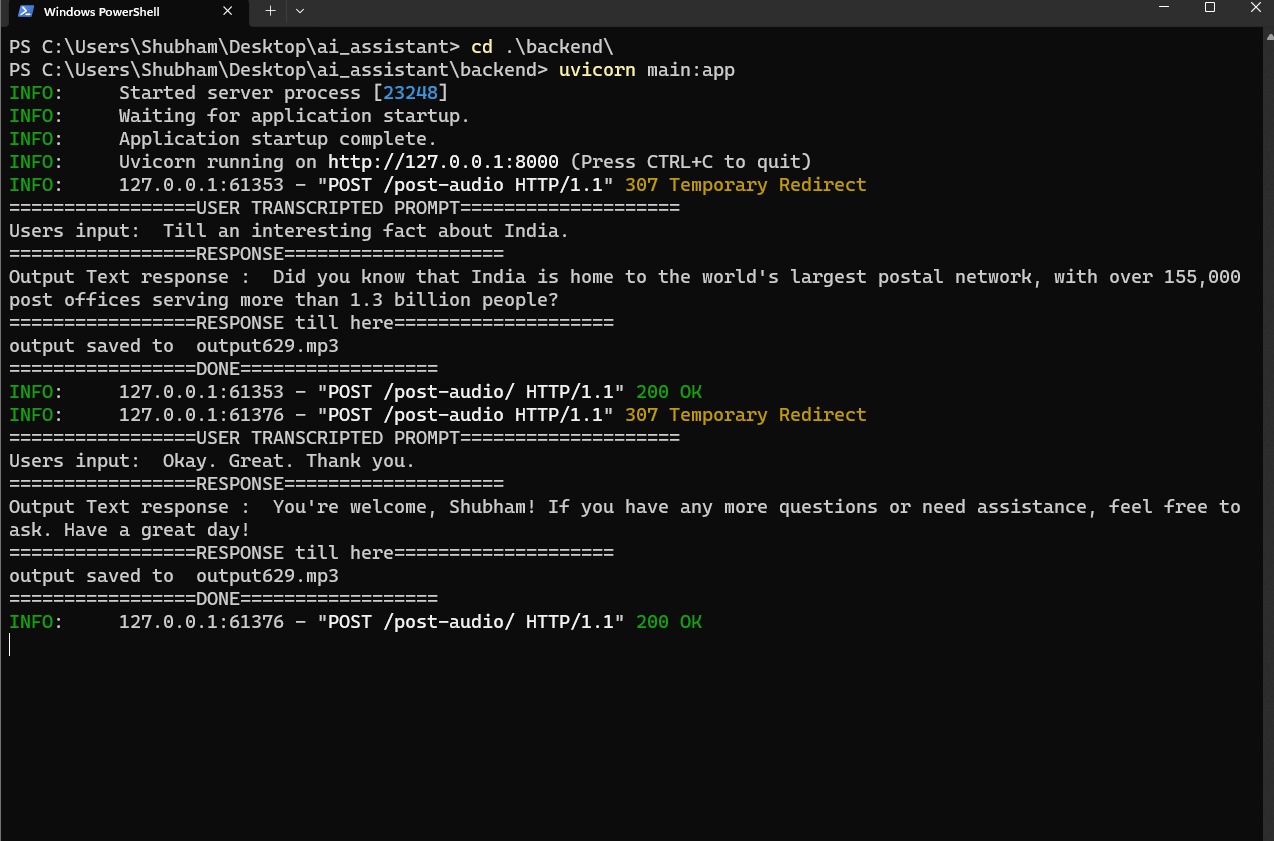 Windows PowerShell
PS C:\Users\Shubham\Desktop\ai_assistant> cd .\backend\
PS C:\Users\Shubham\Desktop\ai_assistant\backend> uvicorn main:app
INFO:     Started server process [23248]
INFO:     Waiting for application startup.
INFO:     Application startup complete.
INFO:     Uvicorn running on http://127.0.0.1:8000 (Press CTRL+C to quit)
INFO:     127.0.0.1:61353 - "POST /post-audio HTTP/1.1" 307 Temporary Redirect
=================USER TRANSCRIPTED PROMPT====================
Users input:  Till an interesting fact about India.
=================RESPONSE====================
Output Text response :  Did you know that India is home to the world's largest postal network, with over 155,000
post offices serving more than 1.3 billion people?
=================RESPONSE till here====================
output saved to  output629.mp3
=================DONE==================
INFO:     127.0.0.1:61353 - "POST /post-audio/ HTTP/1.1" 200 OK
INFO:     127.0.0.1:61376 - "POST /post-audio HTTP/1.1" 307 Temporary Redirect
=================USER TRANSCRIPTED PROMPT====================
Users input:  Okay. Great. Thank you.
=================RESPONSE====================
Output Text response :  You're welcome, Shubham! If you have any more questions or need assistance, feel free to
ask. Have a great day!
=================RESPONSE till here====================
output saved to  output629.mp3
=================DONE==================
INFO:     127.0.0.1:61376 - "POST /post-audio/ HTTP/1.1" 200 OK